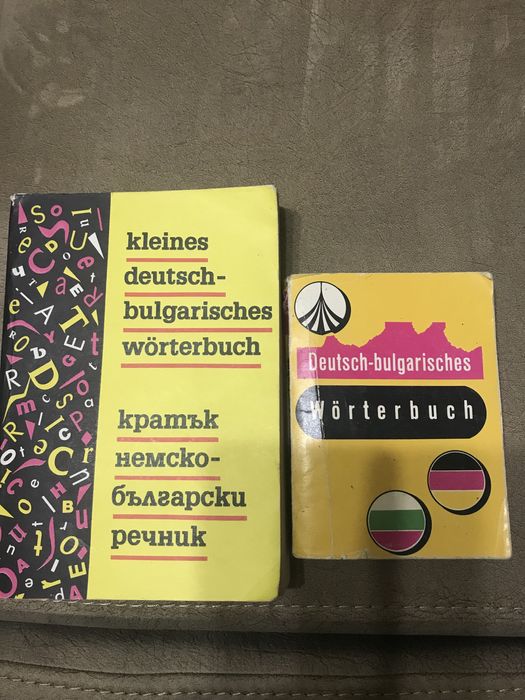 kleines
deutsch-
bulgarisches
wörterbuch
кратък
немско-
български
речник
Deutsch-bulgarisches
Wörterbuch